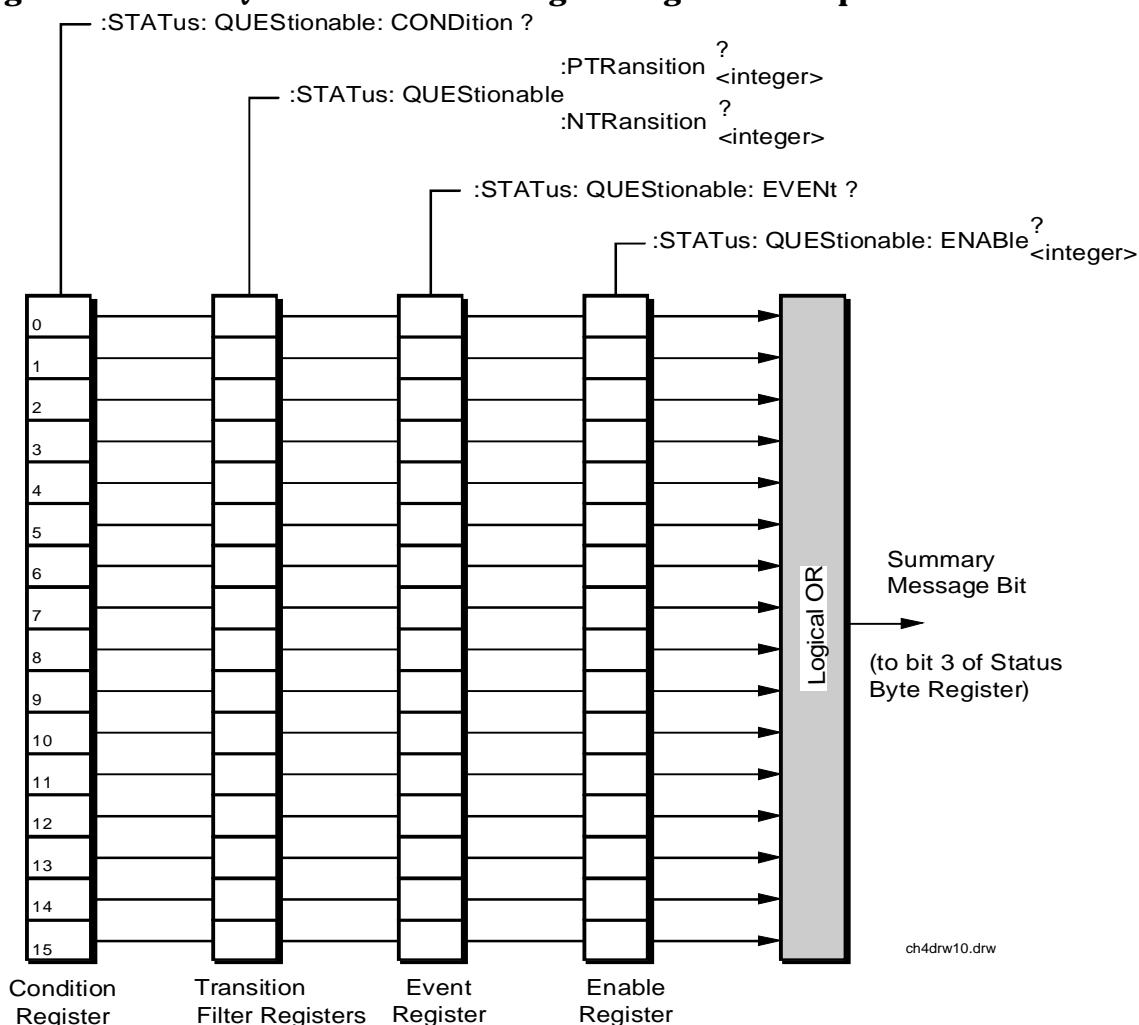 :STATus: QUEStionable: CONDition ?
:PTRansition ?
<integer>
:STATus: QUEStionable
:NTRansition ?
<integer>
:STATus: QUEStionable: EVENt ?
:STATus: QUEStionable: ENABle ?
<integer>
0
1
2
3
4
5
6
7
8
9
10
11
12
13
14
15
Logical OR
Summary
Message Bit
(to bit 3 of Status
Byte Register)
ch4drw10.drw
Condition
Register
Transition
Filter Registers
Event
Register
Enable
Register